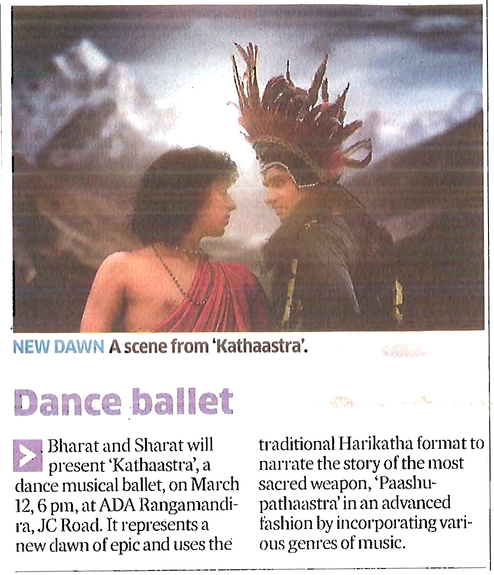 NEW DAWN A scene from ‘Kathaastra’.
Dance ballet
Bharat and Sharat will
present ‘Kathaastra’, a
dance musical ballet, on March
12, 6 pm, at ADA Rangamandi-
ra, JC Road. It represents a
new dawn of epic and uses the
traditional Harikatha format to
narrate the story of the most
sacred weapon, ‘Paashu-
pathaastra’ in an advanced
fashion by incorporating vari-
ous genres of music.